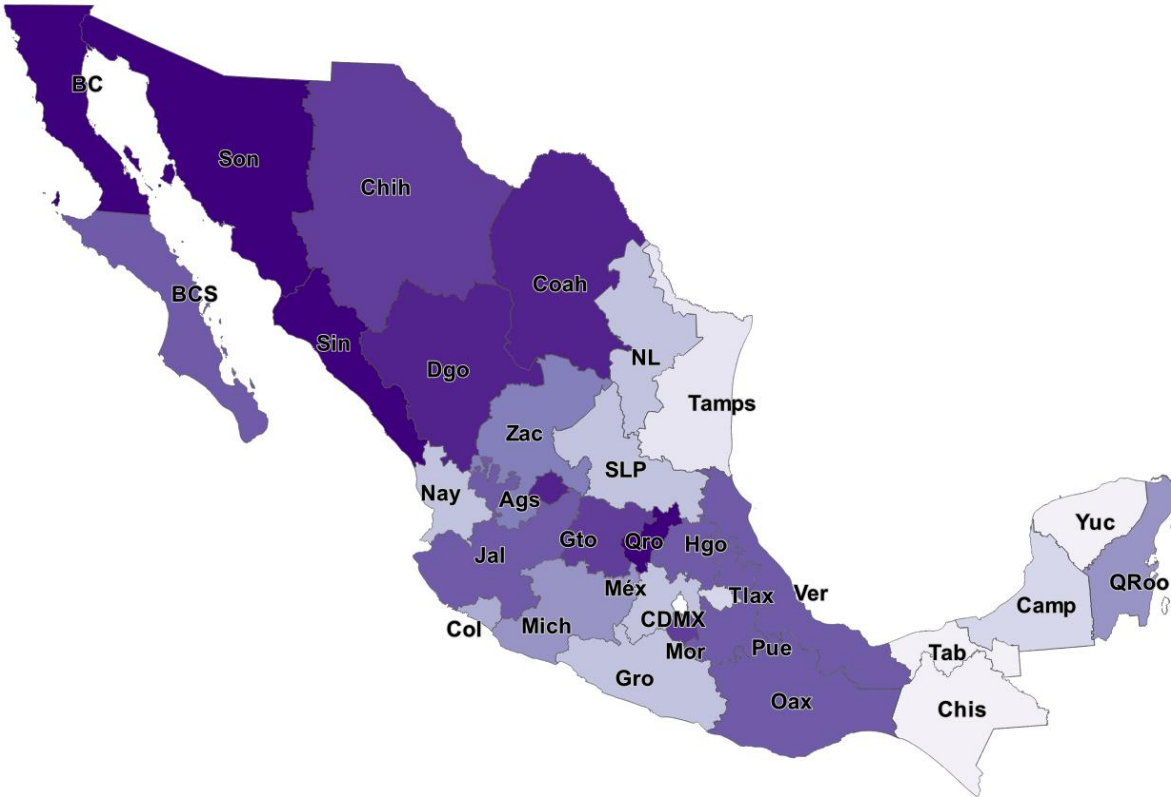 BC
Son
Chih
BCS
Coah
Sin
NL
Dgo
Tamps
Zac
SLP
Nay
Ags
Yuc
Gto
Qro
Hgo
Jal
QRoo
Méx
Tlax
Ver
Camp
CDMX
Col
Mich
Mor
Pue
Tab
Gro
Oax
Chis